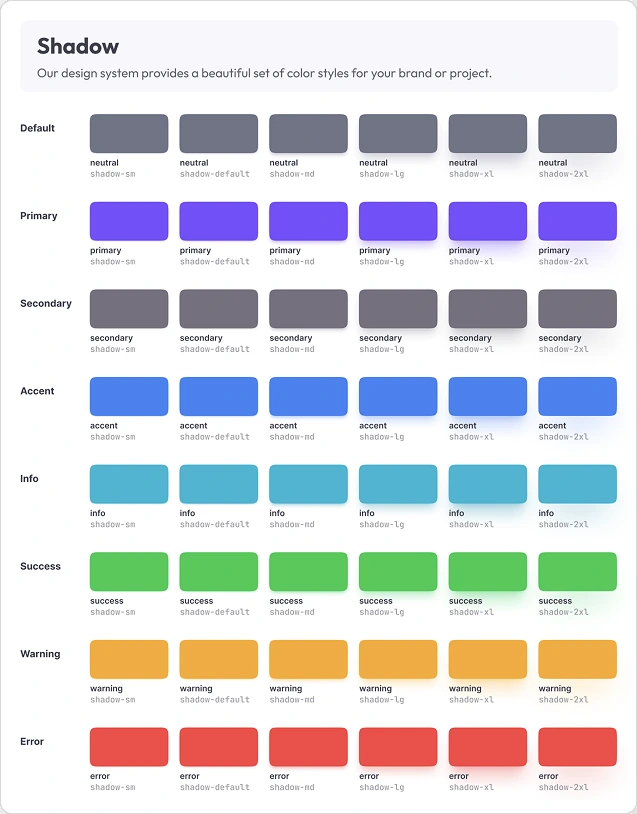 Shadow
Our design system provides a beautiful set of color styles for your brand or project.
Default
neutral neutral neutral neutral neutral neutral
shadow-sm shadow-default shadow-md shadow-lg shadow-xl shadow-2xl
Primary
primary primary primary primary primary primary
shadow-sm shadow-default shadow-md shadow-lg shadow-xl shadow-2xl
Secondary
secondary secondary secondary secondary secondary secondary
shadow-sm shadow-default shadow-md shadow-lg shadow-xl shadow-2xl
Accent
accent accent accent accent accent accent
shadow-sm shadow-default shadow-md shadow-lg shadow-xl shadow-2xl
Info
info info info info info info
shadow-sm shadow-default shadow-md shadow-lg shadow-xl shadow-2xl
Success
success success success success success success
shadow-sm shadow-default shadow-md shadow-lg shadow-xl shadow-2xl
Warning
warning warning warning warning warning warning
shadow-sm shadow-default shadow-md shadow-lg shadow-xl shadow-2xl
Error
error error error error error error
shadow-sm shadow-default shadow-md shadow-lg shadow-xl shadow-2xl